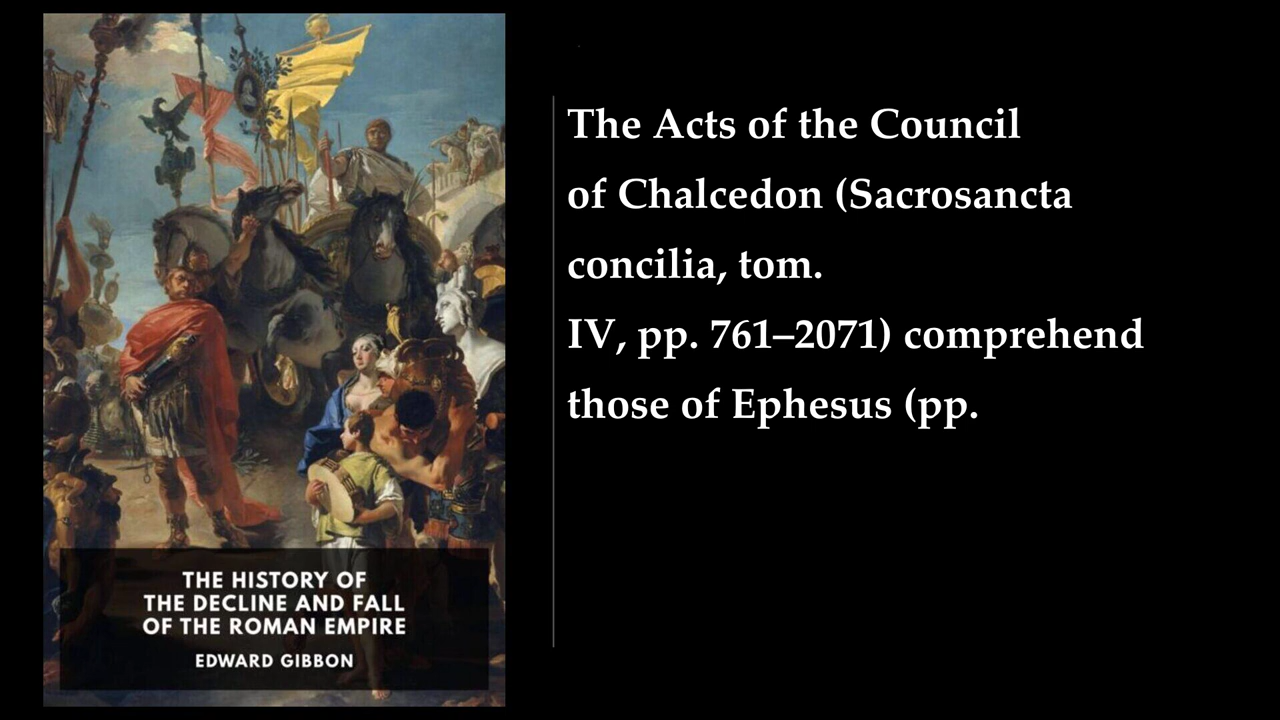 The Acts of the Council
of Chalcedon (Sacrosancta
concilia, tom.
IV, pp. 761–2071) comprehend
those of Ephesus (pp.
THE HISTORY OF
THE DECLINE AND FALL
OF THE ROMAN EMPIRE
EDWARD GIBBON